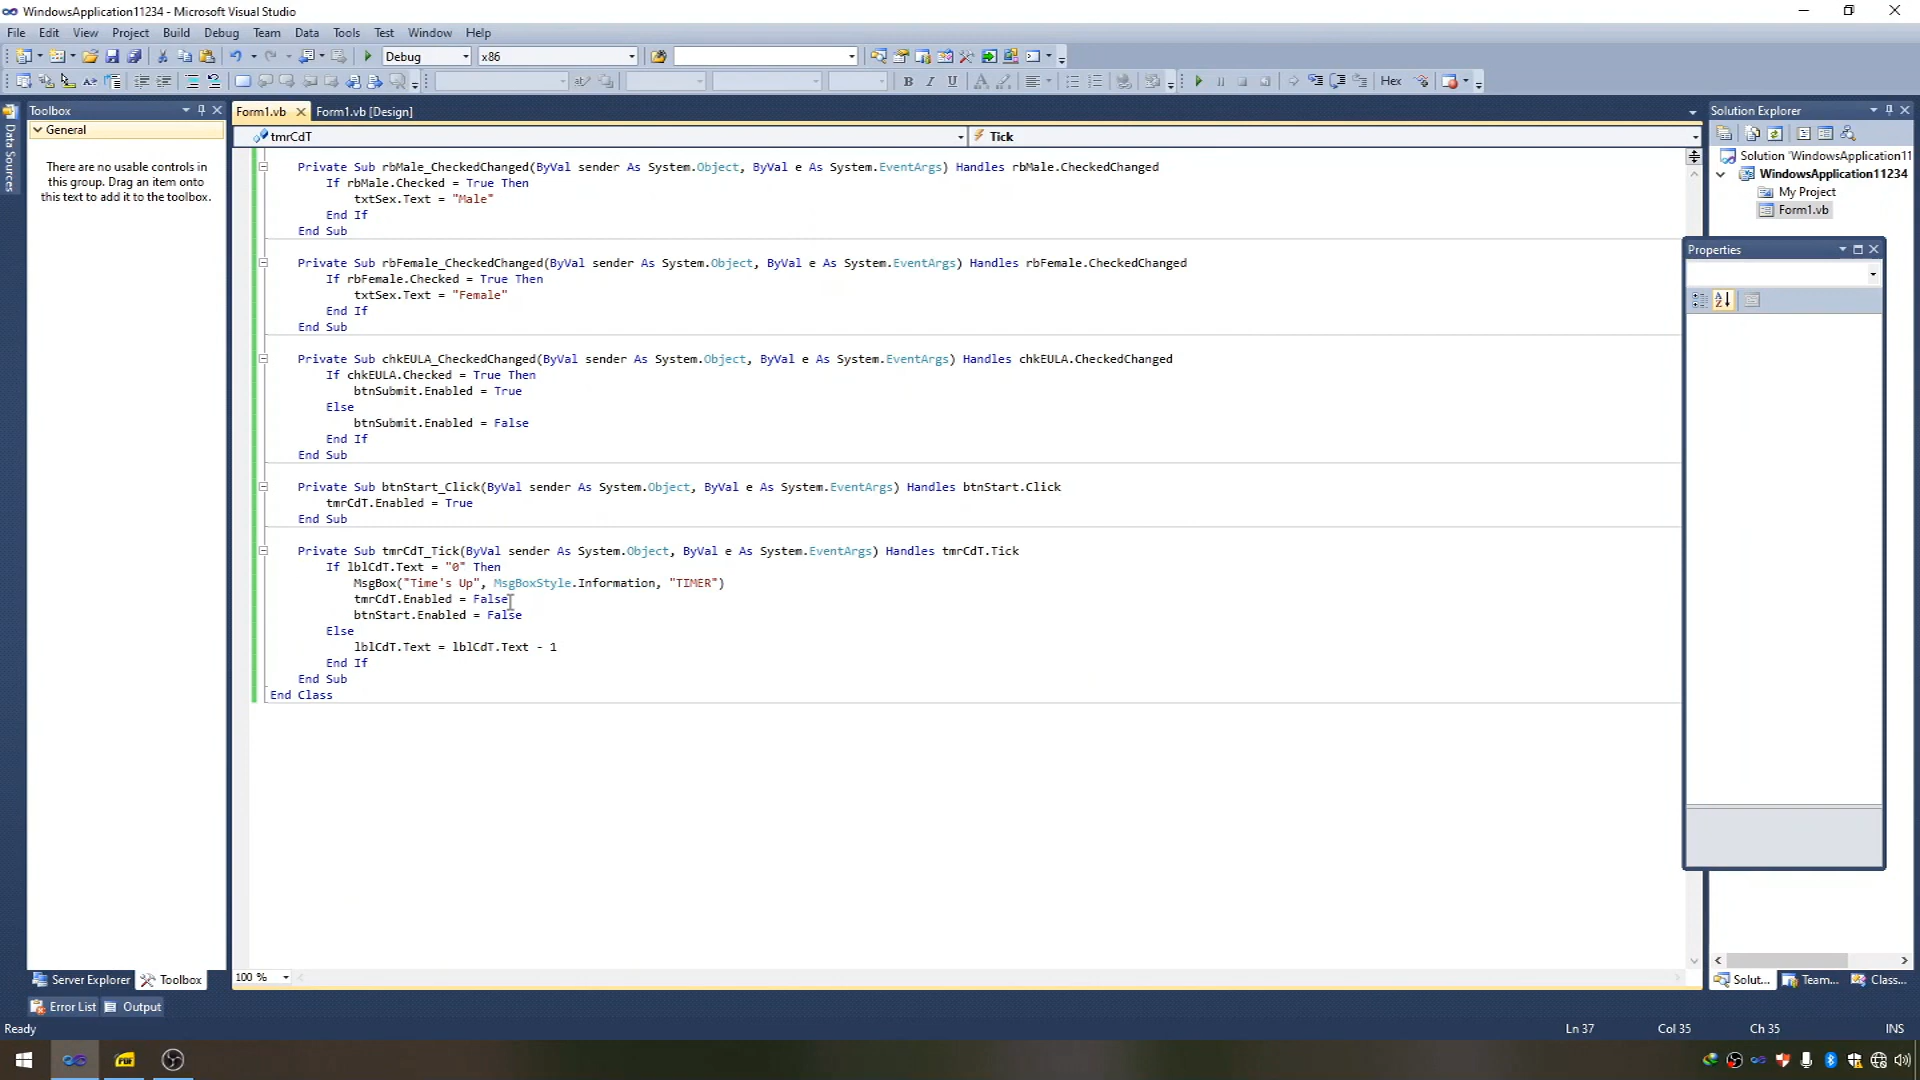 WindowsApplication11234 - Microsoft Visual Studio
File Edit View Project Build Debug Team Data Tools Test Window Help
Debug x86
Hex
Data Sources
Toolbox
General
There are no usable controls in
this group. Drag an item onto
this text to add it to the toolbox.
Form1.vb Form1.vb [Design]
tmrCdT Tick
Private Sub rbMale_CheckedChanged(ByVal sender As System.Object, ByVal e As System.EventArgs) Handles rbMale.CheckedChanged
If rbMale.Checked = True Then
txtSex.Text = "Male"
End If
End Sub
Private Sub rbFemale_CheckedChanged(ByVal sender As System.Object, ByVal e As System.EventArgs) Handles rbFemale.CheckedChanged
If rbFemale.Checked = True Then
txtSex.Text = "Female"
End If
End Sub
Private Sub chkEULA_CheckedChanged(ByVal sender As System.Object, ByVal e As System.EventArgs) Handles chkEULA.CheckedChanged
If chkEULA.Checked = True Then
btnSubmit.Enabled = True
Else
btnSubmit.Enabled = False
End If
End Sub
Private Sub btnStart_Click(ByVal sender As System.Object, ByVal e As System.EventArgs) Handles btnStart.Click
tmrCdT.Enabled = True
End Sub
Private Sub tmrCdT_Tick(ByVal sender As System.Object, ByVal e As System.EventArgs) Handles tmrCdT.Tick
If lblCdT.Text = "0" Then
MsgBox("Time's Up", MsgBoxStyle.Information, "TIMER")
tmrCdT.Enabled = False
btnStart.Enabled = False
Else
lblCdT.Text = lblCdT.Text - 1
End If
End Sub
End Class
100 %
Solution Explorer
Solution 'WindowsApplication11
WindowsApplication11234
My Project
Form1.vb
Properties
Server Explorer Toolbox
Solut... Team... Class...
Error List Output
Ready Ln 37 Col 35 Ch 35 INS
PDF